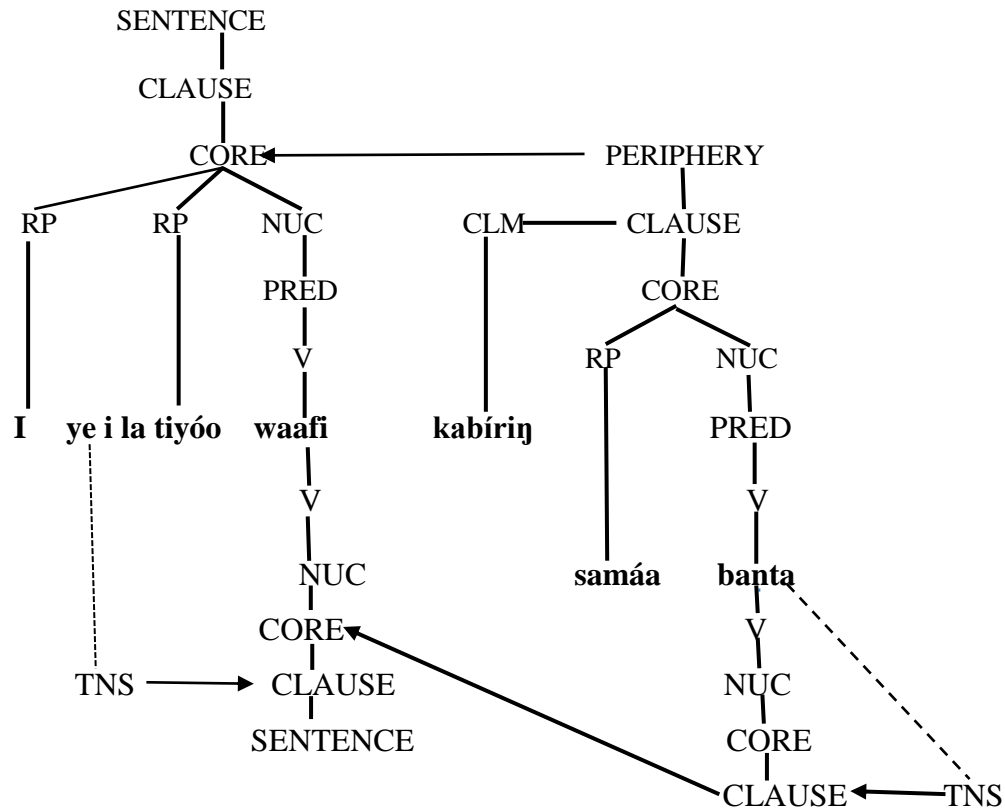 SENTENCE
CLAUSE
CORE PERIPHERY
RP RP NUC CLM CLAUSE
PRED CORE
V RP NUC
I ye i la tiyóo waafi kabíriŋ PRED
V V
NUC samáa banta
CORE V
TNS CLAUSE NUC
SENTENCE CORE
CLAUSE TNS